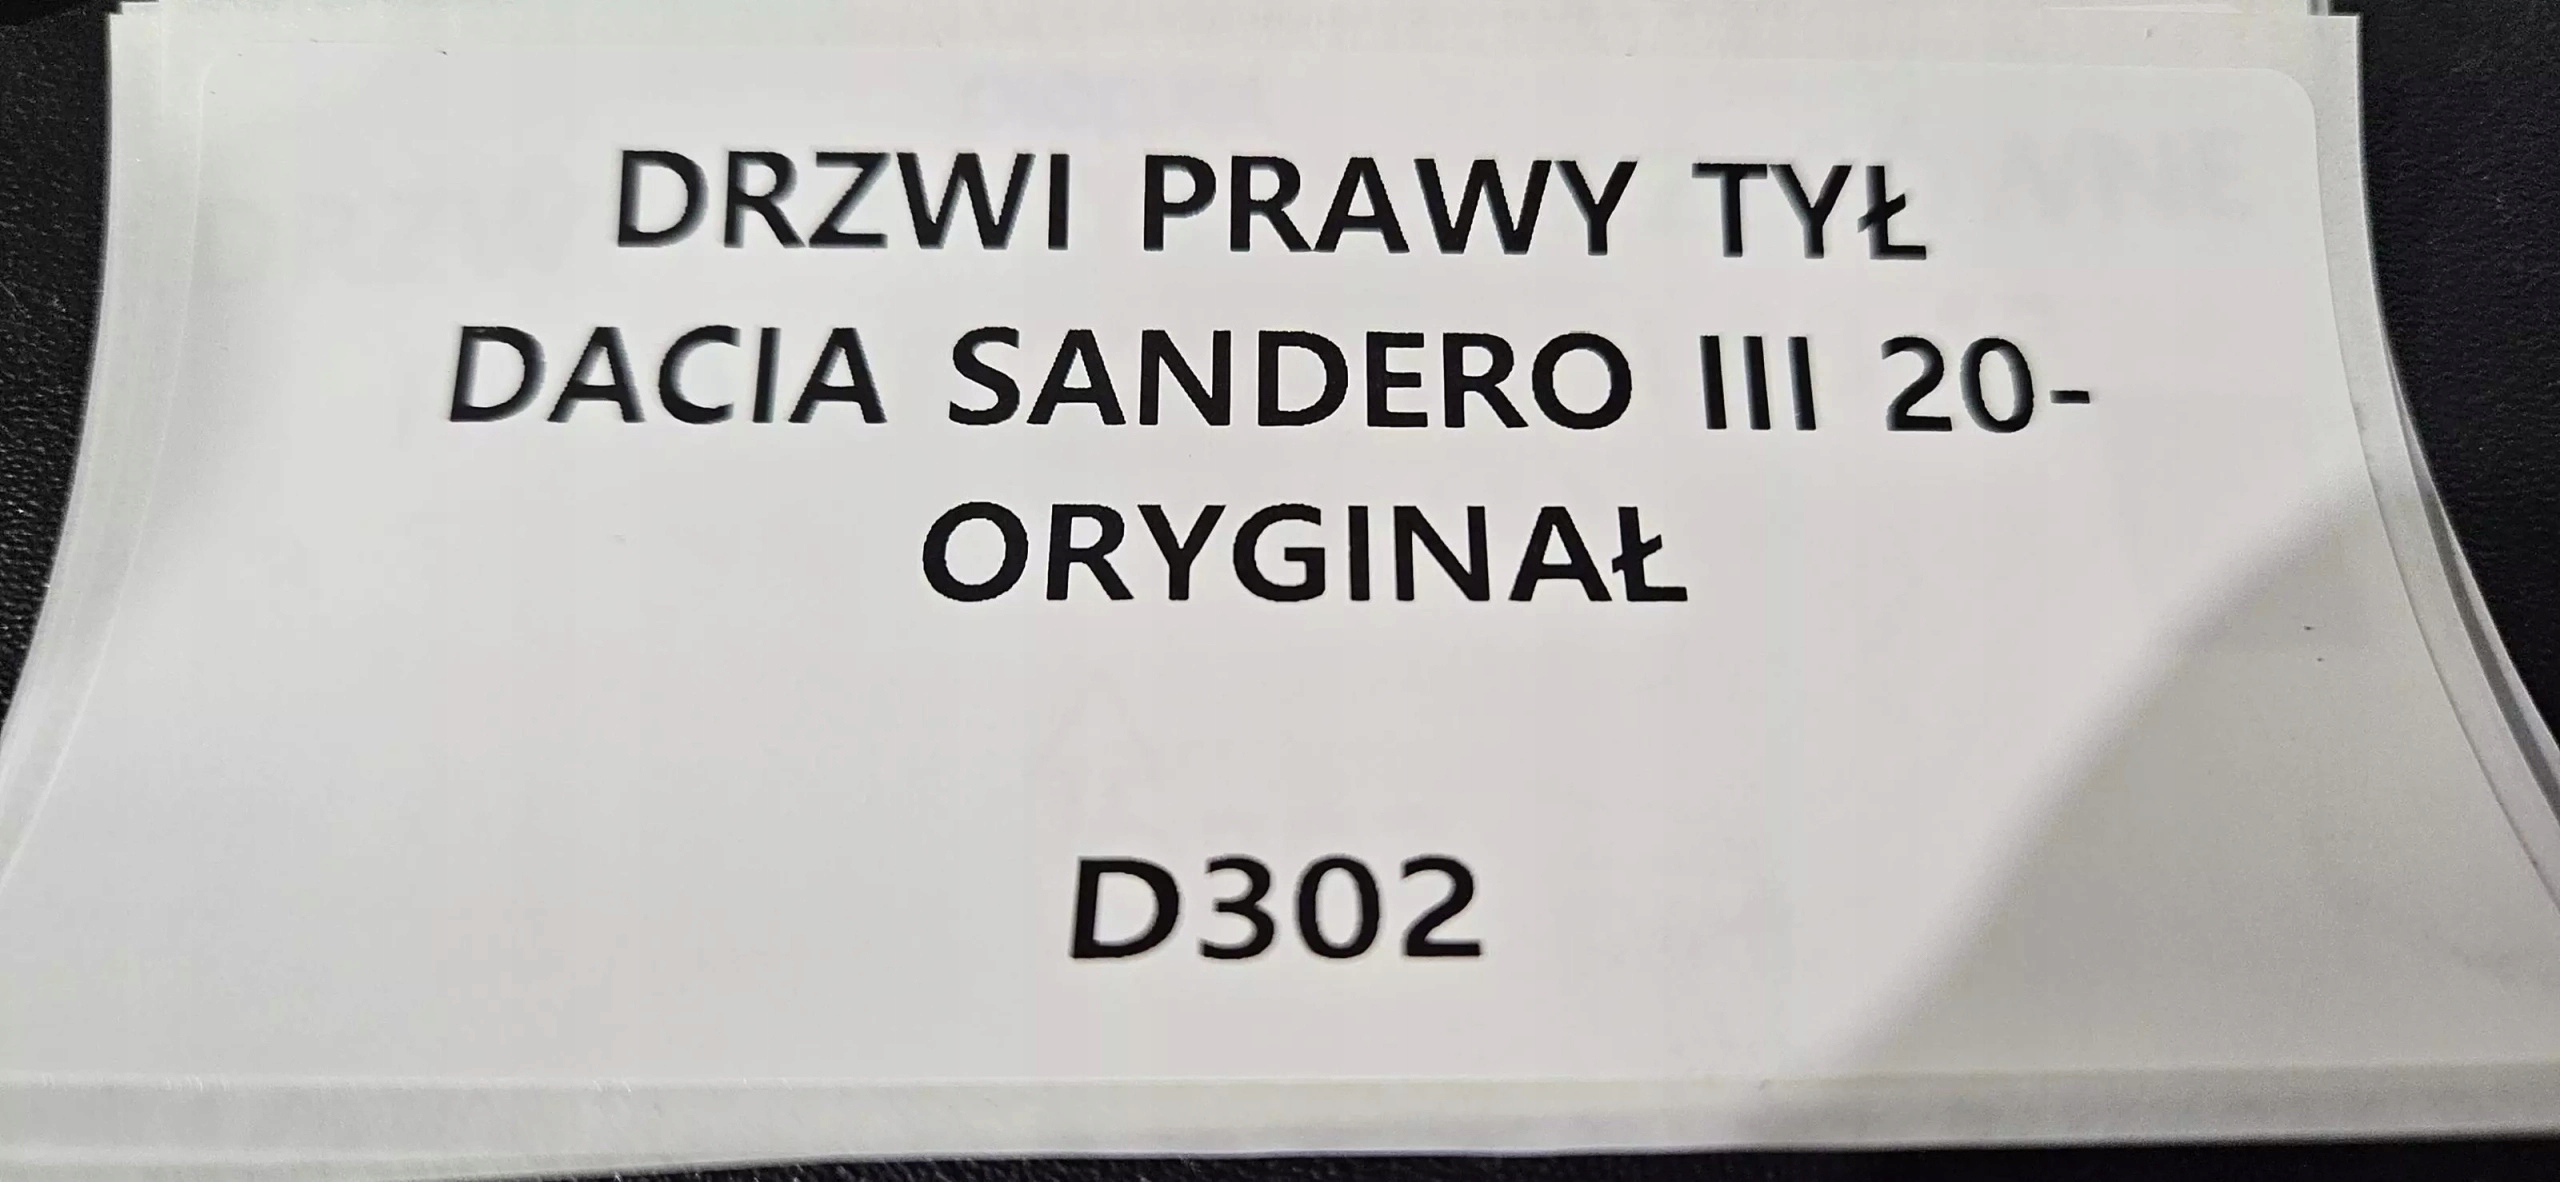 DRZWI PRAWY TYŁ
DACIA SANDERO III 20-
ORYGINAŁ
D302